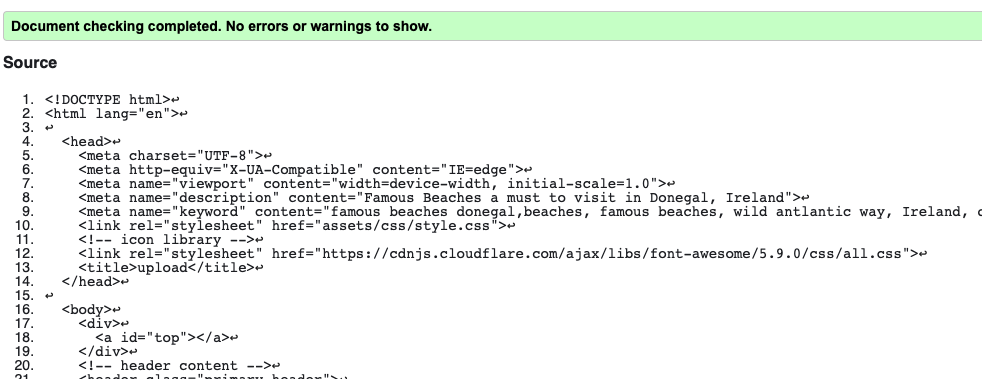 Document checking completed. No errors or warnings to show.
Source
1. <!DOCTYPE html>↩
2. <html lang="en">↩
3. ↩
4. <head>↩
5. <meta charset="UTF-8">↩
6. <meta http-equiv="X-UA-Compatible" content="IE=edge">↩
7. <meta name="viewport" content="width=device-width, initial-scale=1.0">↩
8. <meta name="description" content="Famous Beaches a must to visit in Donegal, Ireland">↩
9. <meta name="keyword" content="famous beaches donegal,beaches, famous beaches, wild antlantic way, Ireland,
10. <link rel="stylesheet" href="assets/css/style.css">↩
11. <!-- icon library -->↩
12. <link rel="stylesheet" href="https://cdnjs.cloudflare.com/ajax/libs/font-awesome/5.9.0/css/all.css">↩
13. <title>upload</title>↩
14. </head>↩
15. ↩
16. <body>↩
17. <div>↩
18. <a id="top"></a>↩
19. </div>↩
20. <!-- header content -->↩
21. <header class="primary-header">↩